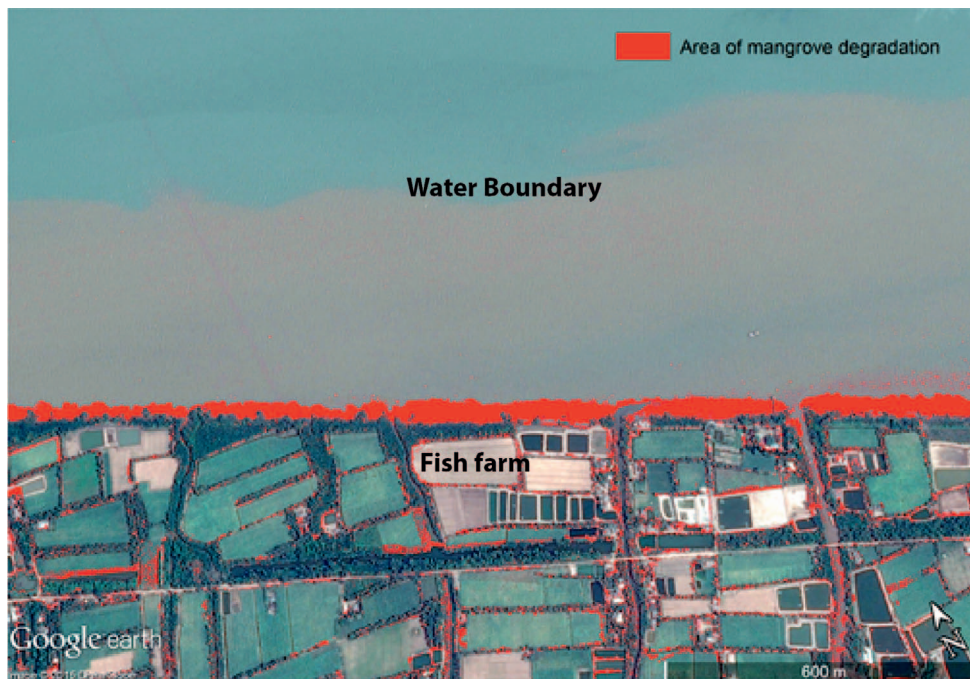 Area of mangrove degradation
Water Boundary
Fish farm
Google earth
N
600 m